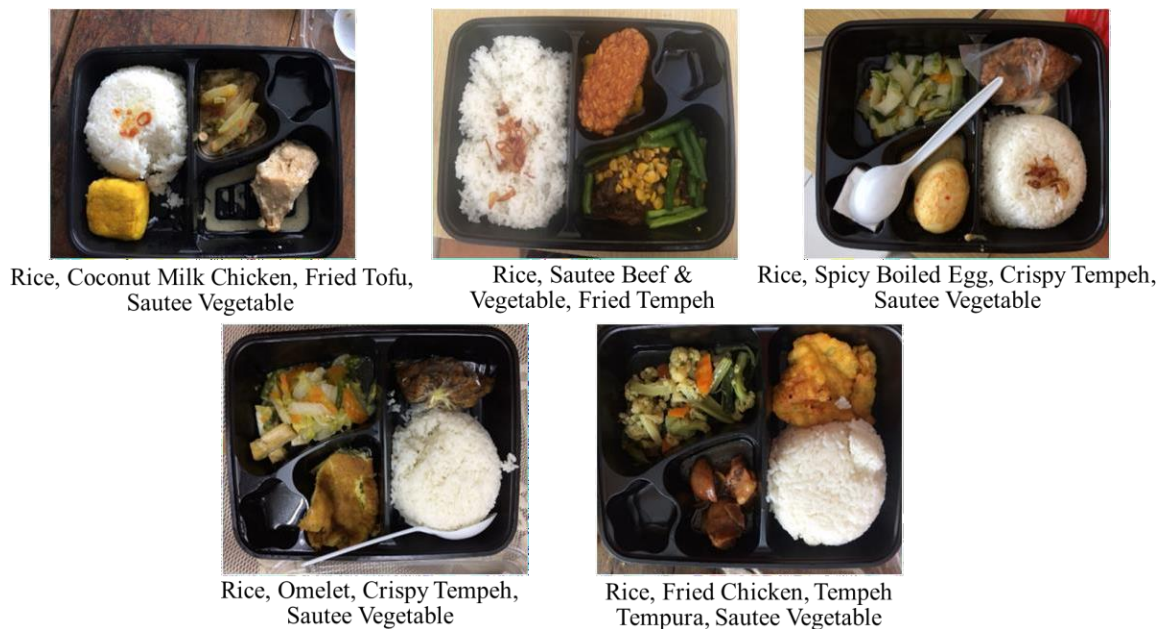 Rice, Coconut Milk Chicken, Fried Tofu,
Sautee Vegetable
Rice, Sautee Beef &
Vegetable, Fried Tempeh
Rice, Spicy Boiled Egg, Crispy Tempeh,
Sautee Vegetable
Rice, Omelet, Crispy Tempeh,
Sautee Vegetable
Rice, Fried Chicken, Tempeh
Tempura, Sautee Vegetable